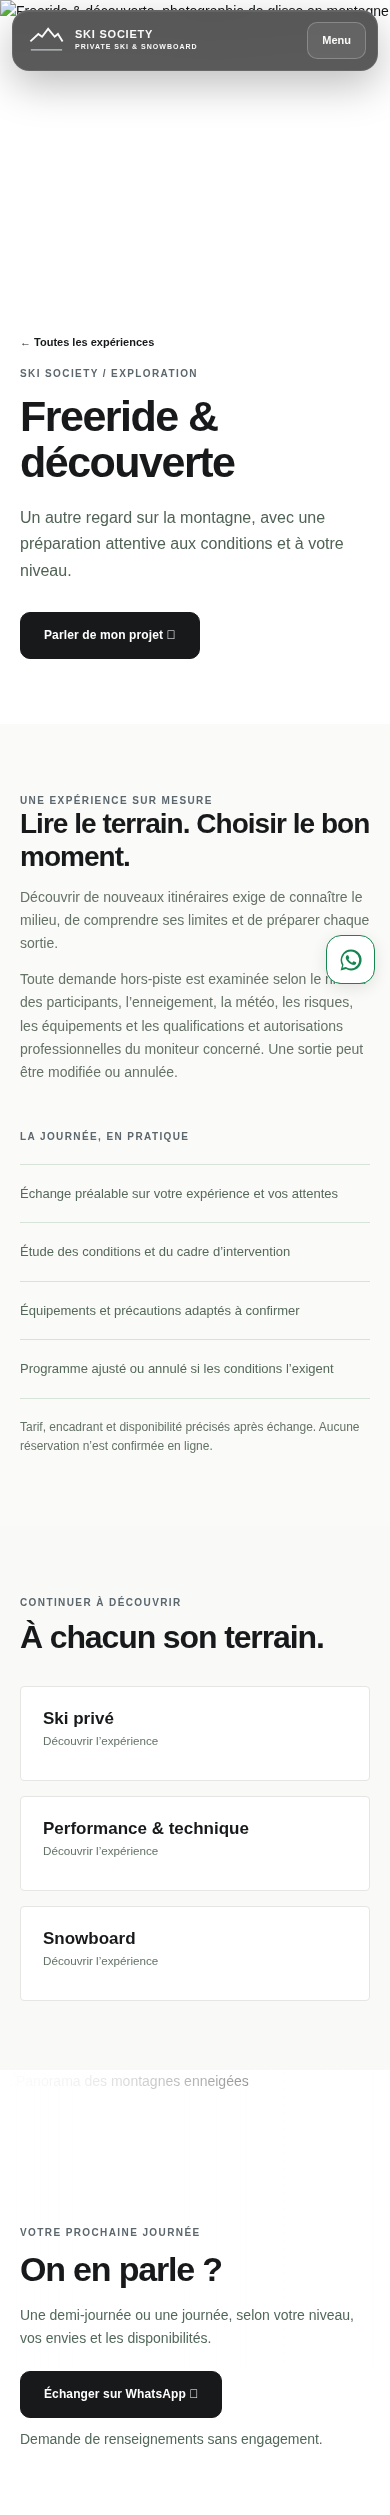 Freeride & découverte, photographie de glisse en montagne
SKI SOCIETY
PRIVATE SKI & SNOWBOARD
Menu
← Toutes les expériences
SKI SOCIETY / EXPLORATION
Freeride &
découverte
Un autre regard sur la montagne, avec une
préparation attentive aux conditions et à votre
niveau.
Parler de mon projet
UNE EXPÉRIENCE SUR MESURE
Lire le terrain. Choisir le bon
moment.
Découvrir de nouveaux itinéraires exige de connaître le
milieu, de comprendre ses limites et de préparer chaque
sortie.
Toute demande hors-piste est examinée selon le
des participants, l’enneigement, la météo, les risques,
les équipements et les qualifications et autorisations
professionnelles du moniteur concerné. Une sortie peut
être modifiée ou annulée.
LA JOURNÉE, EN PRATIQUE
Échange préalable sur votre expérience et vos attentes
Étude des conditions et du cadre d’intervention
Équipements et précautions adaptés à confirmer
Programme ajusté ou annulé si les conditions l’exigent
Tarif, encadrant et disponibilité précisés après échange. Aucune
réservation n’est confirmée en ligne.
CONTINUER À DÉCOUVRIR
À chacun son terrain.
Ski privé
Découvrir l’expérience
Performance & technique
Découvrir l’expérience
Snowboard
Découvrir l’expérience
des montagnes enneigées
VOTRE PROCHAINE JOURNÉE
On en parle ?
Une demi-journée ou une journée, selon votre niveau,
vos envies et les disponibilités.
Échanger sur WhatsApp
Demande de renseignements sans engagement.